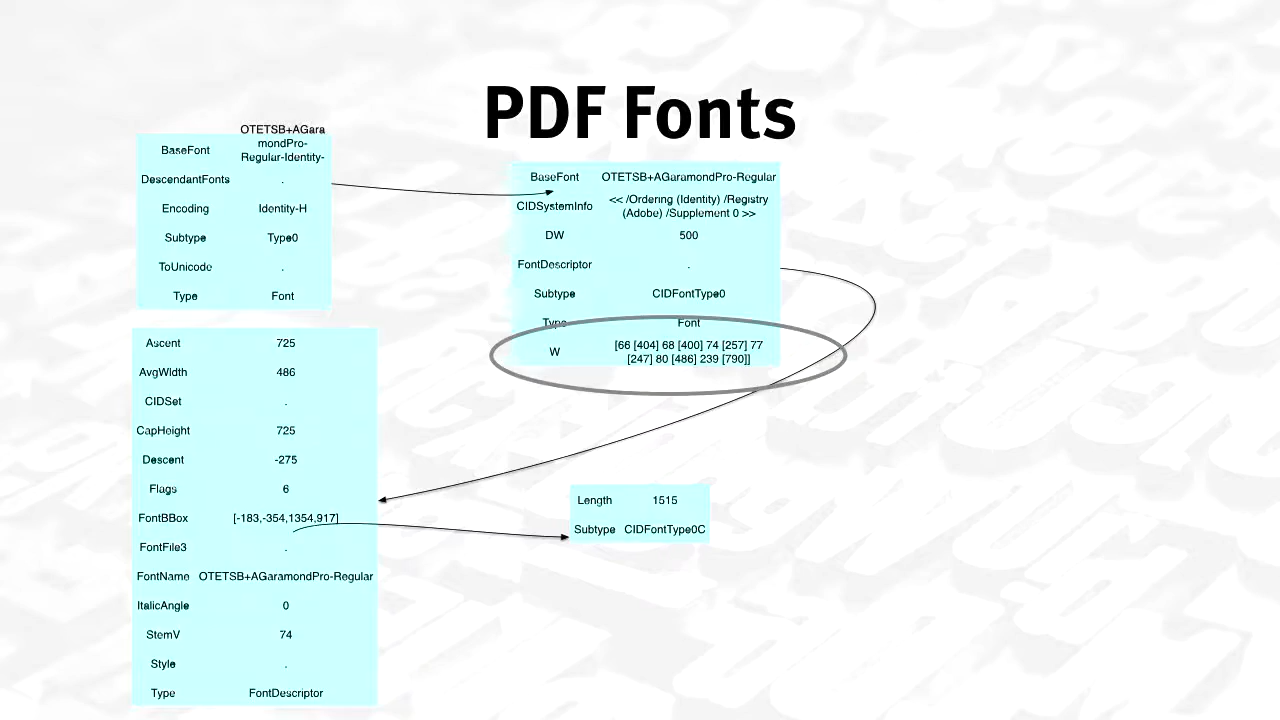 PDF Fonts
BaseFont OTETSB+AGara
mondPro-
Regular-Identity-
DescendantFonts .
Encoding Identity-H
Subtype Type0
ToUnicode .
Type Font
BaseFont OTETSB+AGaramondPro-Regular
CIDSystemInfo << /Ordering (Identity) /Registry
(Adobe) /Supplement 0 >>
DW 500
FontDescriptor .
Subtype CIDFontType0
Type Font
W [66 [404] 68 [400] 74 [257] 77
[247] 80 [486] 239 [790]]
Ascent 725
AvgWidth 486
CIDSet .
CapHeight 725
Descent -275
Flags 6
FontBBox [-183,-354,1354,917]
FontFile3 .
FontName OTETSB+AGaramondPro-Regular
ItalicAngle 0
StemV 74
Style .
Type FontDescriptor
Length 1515
Subtype CIDFontType0C